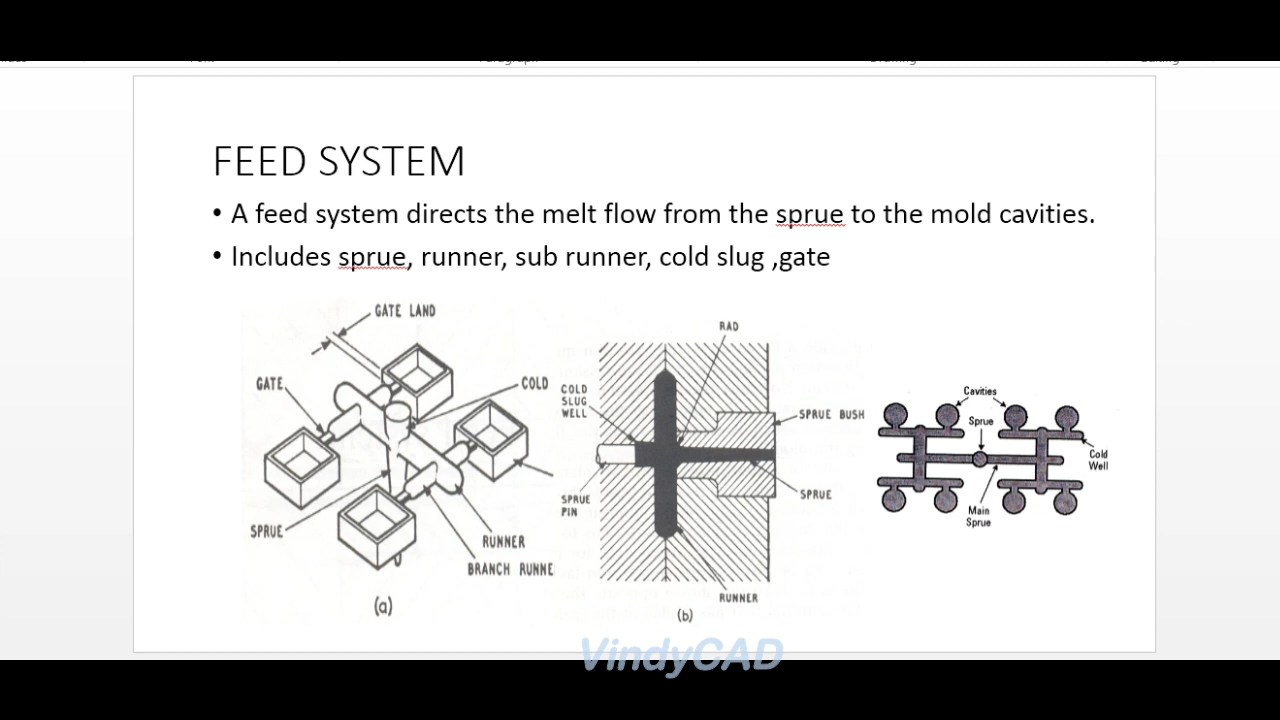 FEED SYSTEM
• A feed system directs the melt flow from the sprue to the mold cavities.
• Includes sprue, runner, sub runner, cold slug ,gate
GATE LAND
GATE
COLD
SPRUE
RUNNER
BRANCH RUNNE
(a)
RAD
COLD
SLUG
WELL
SPRUE BUSH
SPRUE
PIN
SPRUE
RUNNER
(b)
Cavities
Sprue
Cold
Well
Main
Sprue
VindyCAD